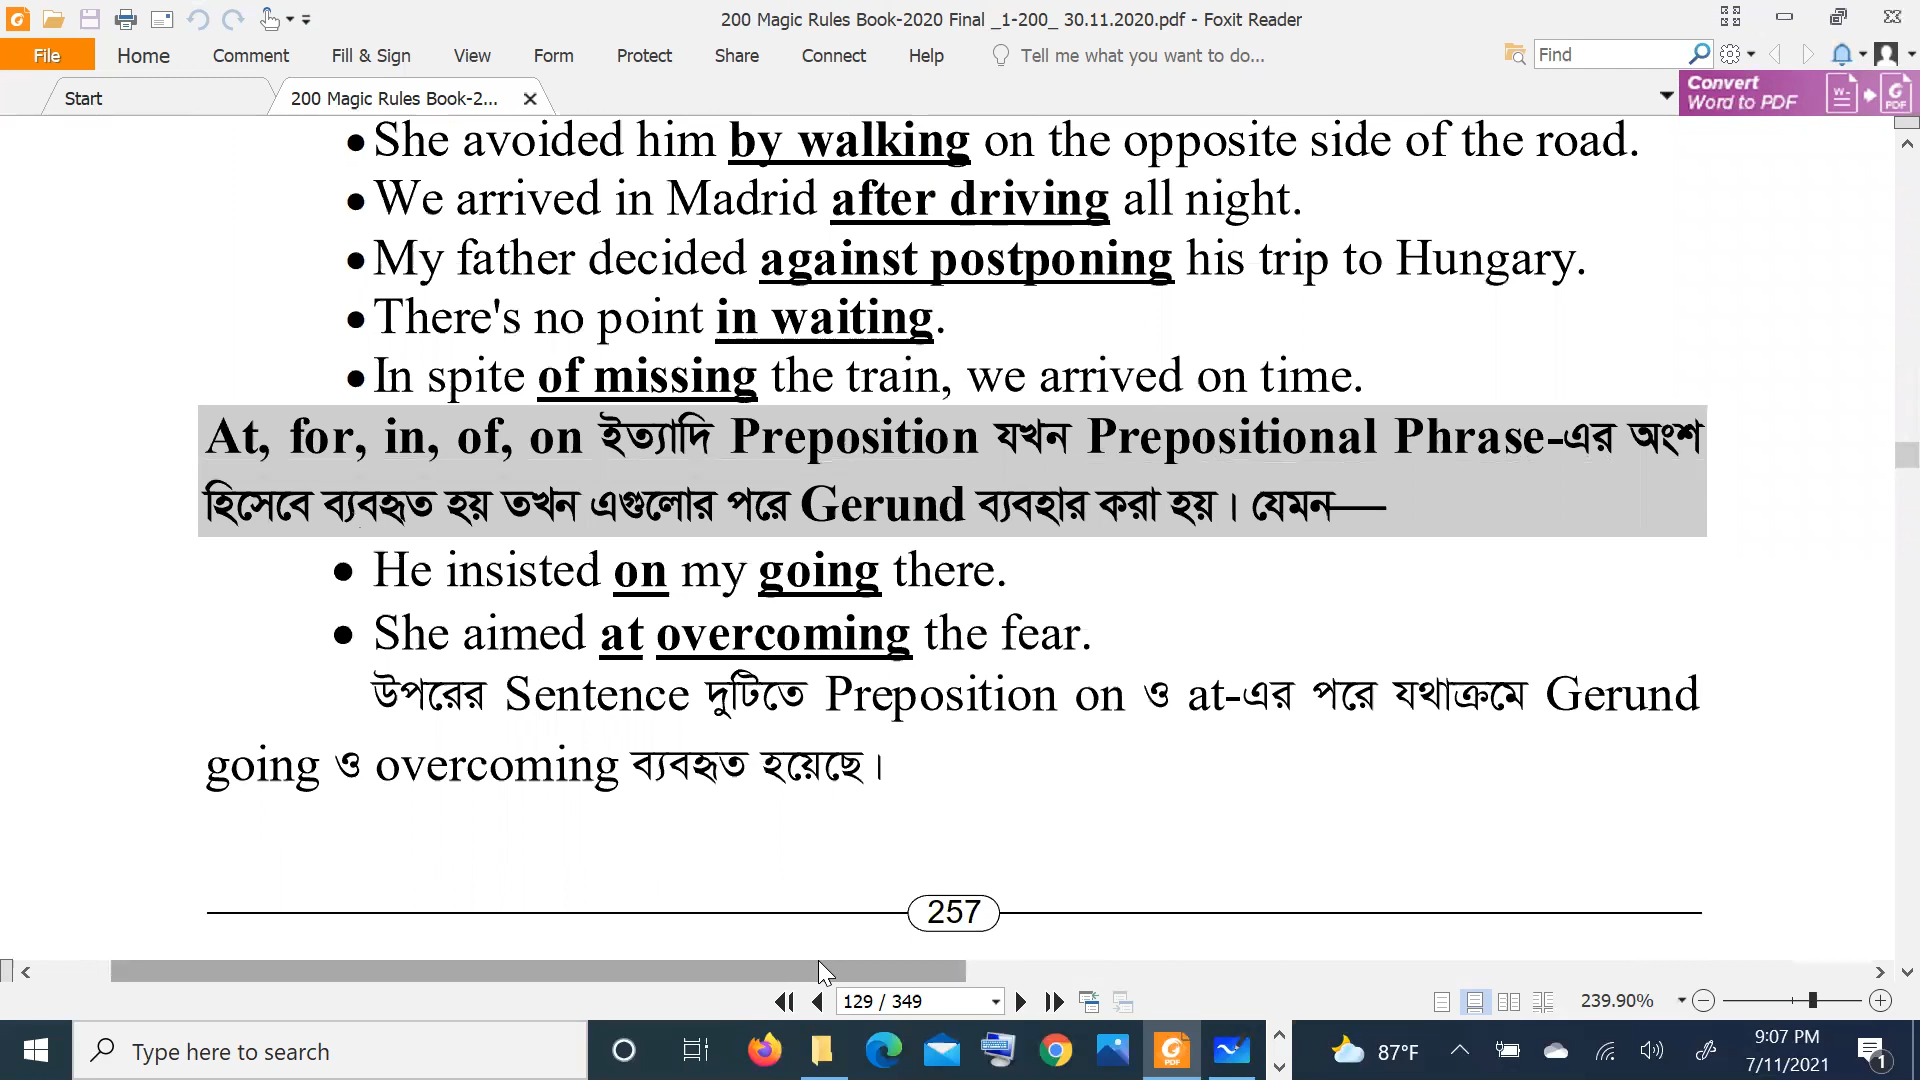 200 Magic Rules Book-2020 Final _1-200_ 30.11.2020.pdf - Foxit Reader
File Home Comment Fill & Sign View Form Protect Share Connect Help Tell me what you want to do... Find
Start 200 Magic Rules Book-2... Convert Word to PDF
• She avoided him by walking on the opposite side of the road.
• We arrived in Madrid after driving all night.
• My father decided against postponing his trip to Hungary.
• There's no point in waiting.
• In spite of missing the train, we arrived on time.
At, for, in, of, on ইত্যাদি Preposition যখন Prepositional Phrase-এর অংশ
হিসেবে ব্যবহৃত হয় তখন এগুলোর পরে Gerund ব্যবহার করা হয়। যেমন—
• He insisted on my going there.
• She aimed at overcoming the fear.
উপরের Sentence দুটিতে Preposition on ও at-এর পরে যথাক্রমে Gerund
going ও overcoming ব্যবহৃত হয়েছে।
257
129 / 349 239.90%
Type here to search 87°F 9:07 PM
7/11/2021 1